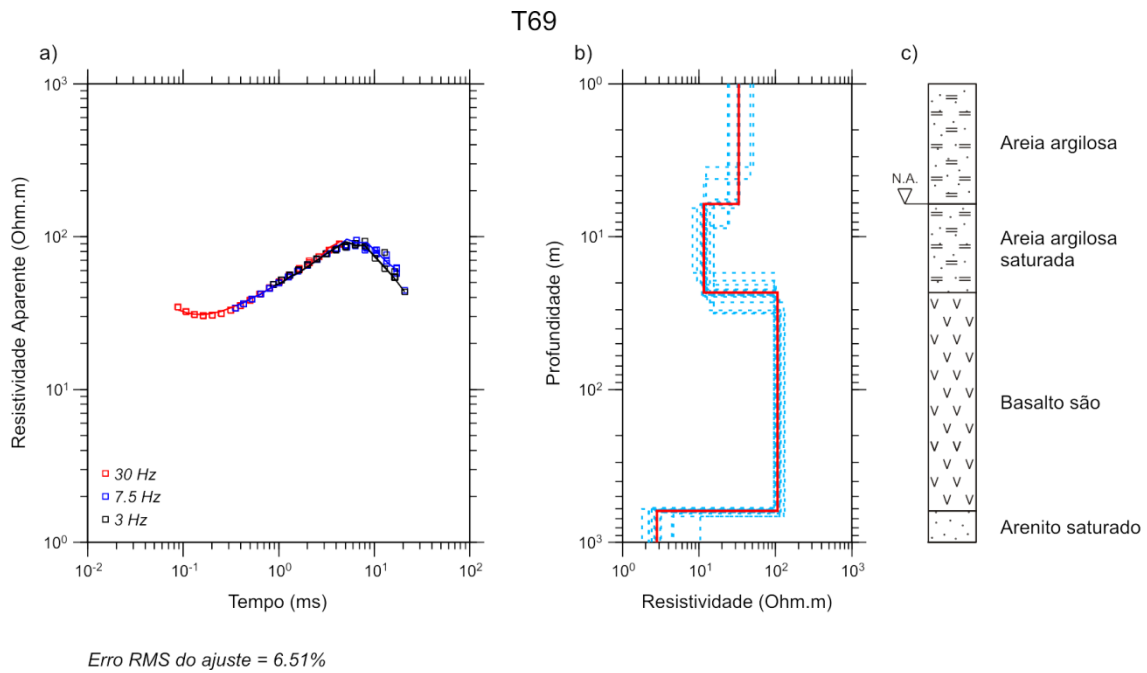 T69
a)
b)
c)
10³
10²
10¹
10⁰
Resistividade Aparente (Ohm.m)
30 Hz
7.5 Hz
3 Hz
10⁻² 10⁻¹ 10⁰ 10¹ 10²
Tempo (ms)
10⁰
10¹
10²
10³
Profundidade (m)
10⁰ 10¹ 10² 10³
Resistividade (Ohm.m)
Areia argilosa
N.A.
Areia argilosa
saturada
Basalto são
Arenito saturado
Erro RMS do ajuste = 6.51%